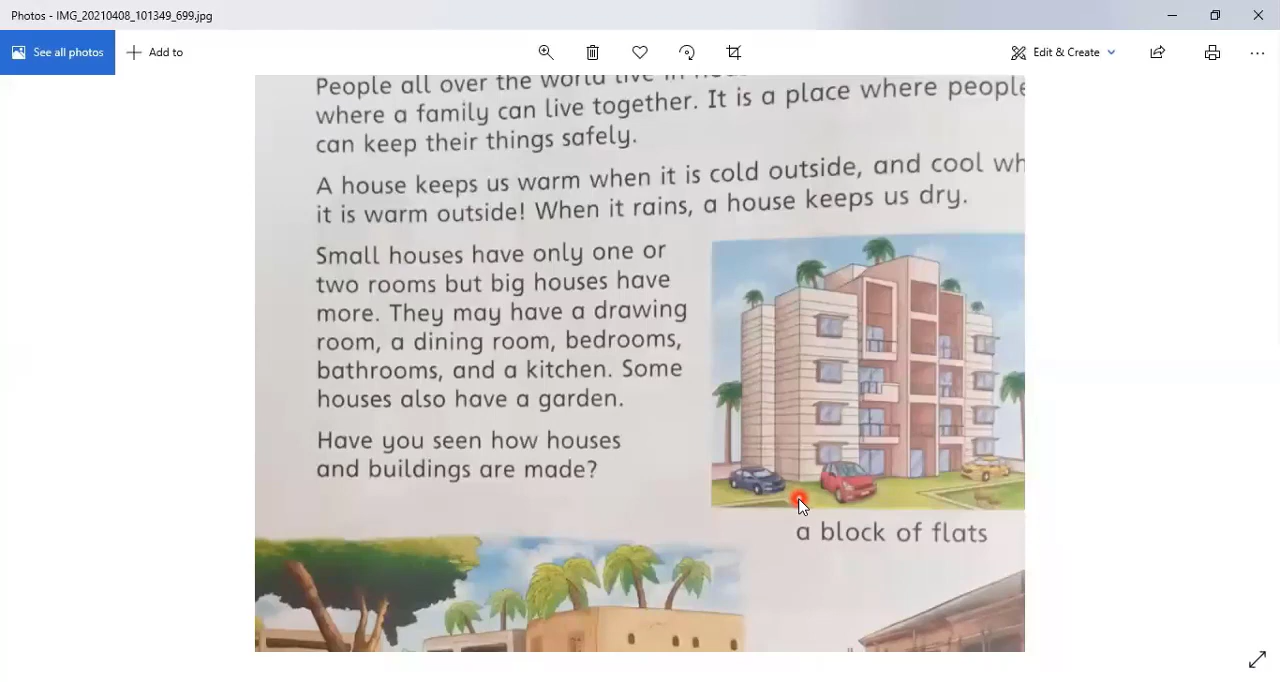 Photos - IMG_20210408_101349_699.jpg
See all photos
Add to
Edit & Create
People all over the world live in
where a family can live together. It is a place where people
can keep their things safely.
A house keeps us warm when it is cold outside, and cool
it is warm outside! When it rains, a house keeps us dry.
Small houses have only one or
two rooms but big houses have
more. They may have a drawing
room, a dining room, bedrooms,
bathrooms, and a kitchen. Some
houses also have a garden.
Have you seen how houses
and buildings are made?
a block of flats